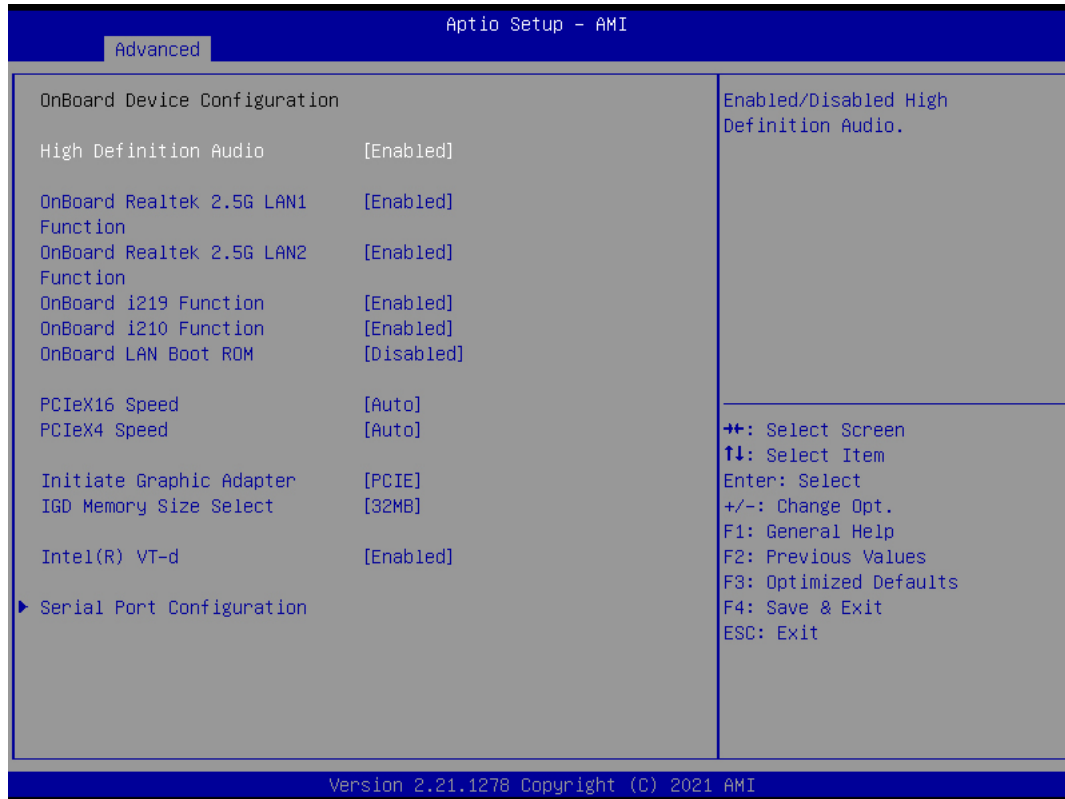 Aptio Setup – AMI
Advanced
OnBoard Device Configuration
High Definition Audio [Enabled]
OnBoard Realtek 2.5G LAN1 [Enabled]
Function
OnBoard Realtek 2.5G LAN2 [Enabled]
Function
OnBoard i219 Function [Enabled]
OnBoard i210 Function [Enabled]
OnBoard LAN Boot ROM [Disabled]
PCIeX16 Speed [Auto]
PCIeX4 Speed [Auto]
Initiate Graphic Adapter [PCIE]
IGD Memory Size Select [32MB]
Intel(R) VT-d [Enabled]
▶ Serial Port Configuration
Enabled/Disabled High
Definition Audio.
→←: Select Screen
↑↓: Select Item
Enter: Select
+/-: Change Opt.
F1: General Help
F2: Previous Values
F3: Optimized Defaults
F4: Save & Exit
ESC: Exit
Version 2.21.1278 Copyright (C) 2021 AMI